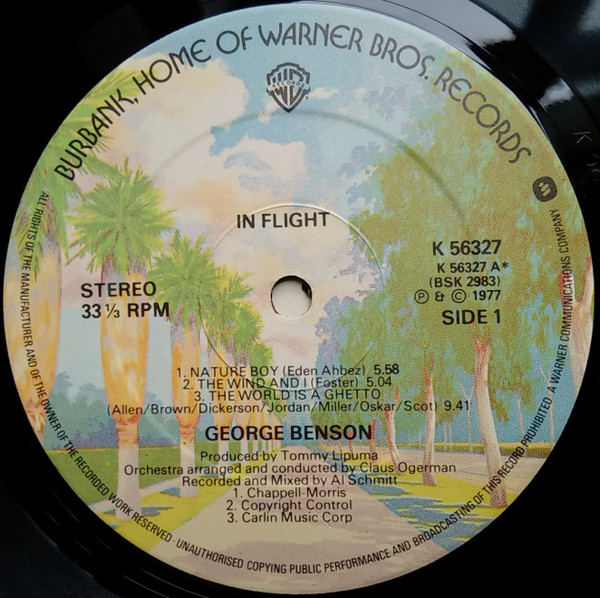 BURBANK, HOME OF WARNER BROS. RECORDS
RECORDS
IN FLIGHT
STEREO
33 ⅓ RPM
K 56327
K 56327 A*
(BSK 2983)
Ⓟ & © 1977
SIDE 1
1. NATURE BOY (Eden Ahbez) 5.58
2. THE WIND AND I (Foster) 5.04
3. THE WORLD IS A GHETTO
(Allen/Brown/Dickerson/Jordan/Miller/Oskar/Scot) 9.41
GEORGE BENSON
Produced by Tommy Lipuma
Orchestra arranged and conducted by Claus Ogerman
Recorded and Mixed by Al Schmitt
1. Chappell-Morris
2. Copyright Control
3. Carlin Music Corp
ALL RIGHTS OF THE MANUFACTURER AND OF THE OWNER OF THE RECORDED WORK RESERVED · UNAUTHORISED COPYING PUBLIC PERFORMANCE AND BROADCASTING OF THIS RECORD PROHIBITED · A WARNER COMMUNICATIONS COMPANY